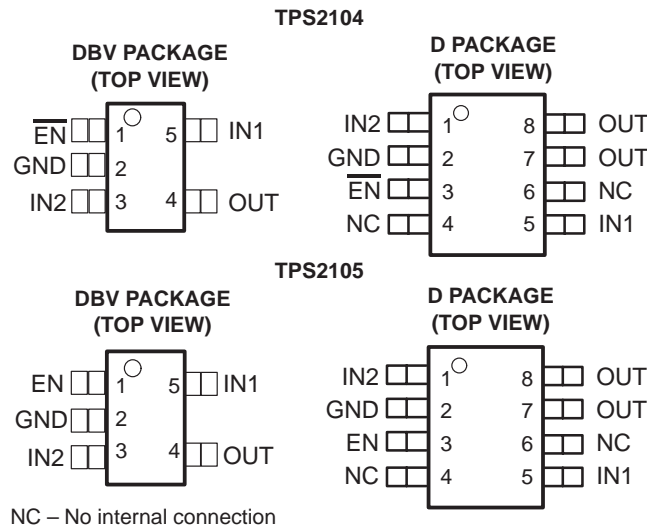 TPS2104
DBV PACKAGE
(TOP VIEW)
D PACKAGE
(TOP VIEW)
E̅N̅ 1 5 IN1
GND 2
IN2 3 4 OUT
IN2 1 8 OUT
GND 2 7 OUT
E̅N̅ 3 6 NC
NC 4 5 IN1
TPS2105
DBV PACKAGE
(TOP VIEW)
D PACKAGE
(TOP VIEW)
EN 1 5 IN1
GND 2
IN2 3 4 OUT
IN2 1 8 OUT
GND 2 7 OUT
EN 3 6 NC
NC 4 5 IN1
NC – No internal connection